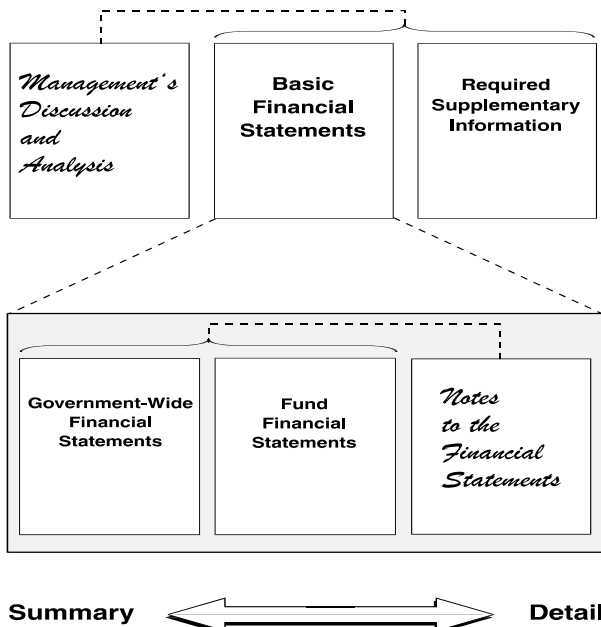 Management's
Discussion
and
Analysis
Basic
Financial
Statements
Required
Supplementary
Information
Government-Wide
Financial
Statements
Fund
Financial
Statements
Notes
to the
Financial
Statements
Summary
Detail